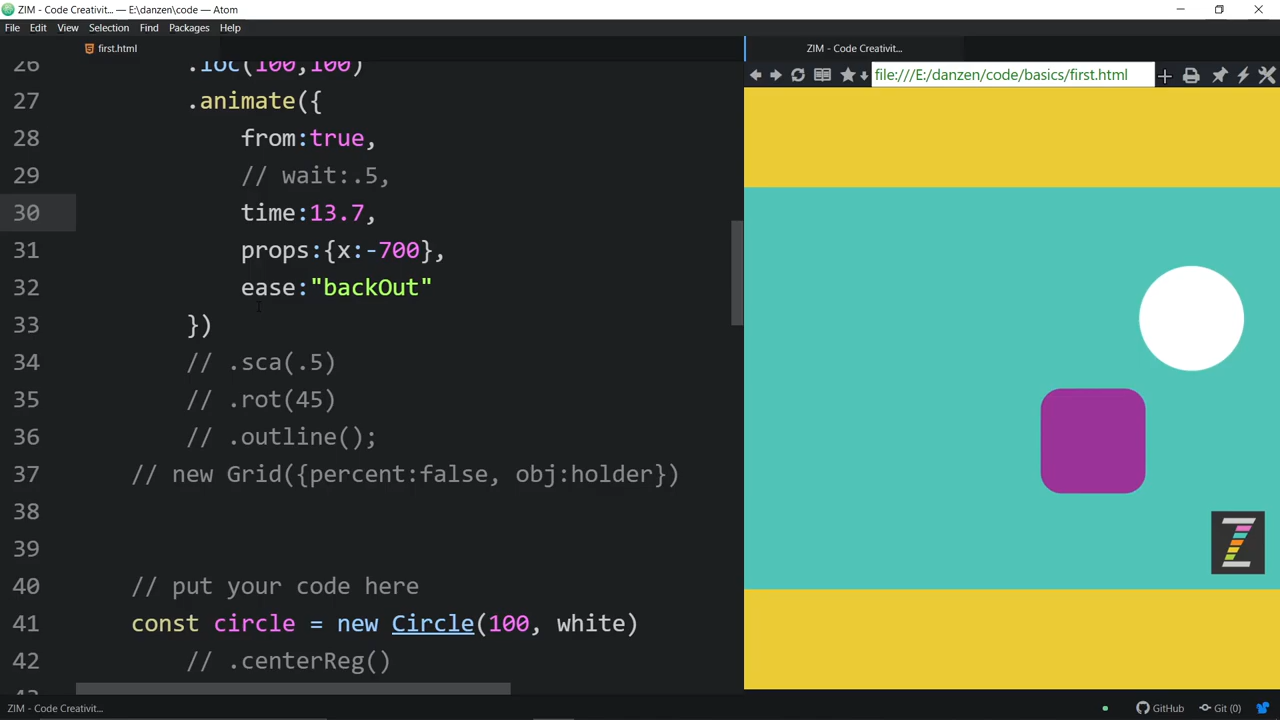 ZIM - Code Creativit... — E:\danzen\code — Atom
File Edit View Selection Find Packages Help
first.html
ZIM - Code Creativit...
file:///E:/danzen/code/basics/first.html
26 .loc(100,100)
27 .animate({
28 from:true,
29 // wait:.5,
30 time:13.7,
31 props:{x:-700},
32 ease:"backOut"
33 })
34 // .sca(.5)
35 // .rot(45)
36 // .outline();
37 // new Grid({percent:false, obj:holder})
38
39
40 // put your code here
41 const circle = new Circle(100, white)
42 // .centerReg()
43
ZIM - Code Creativit...
GitHub
Git (0)